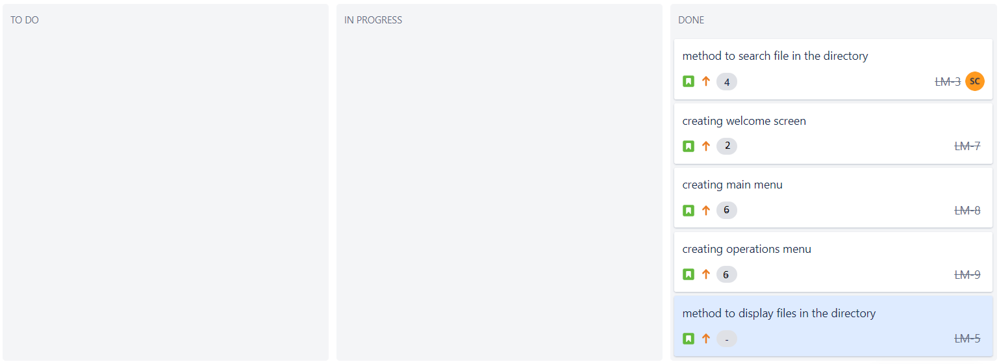 TO DO
IN PROGRESS
DONE
method to search file in the directory
4
LM-3
SC
creating welcome screen
2
LM-7
creating main menu
6
LM-8
creating operations menu
6
LM-9
method to display files in the directory
-
LM-5